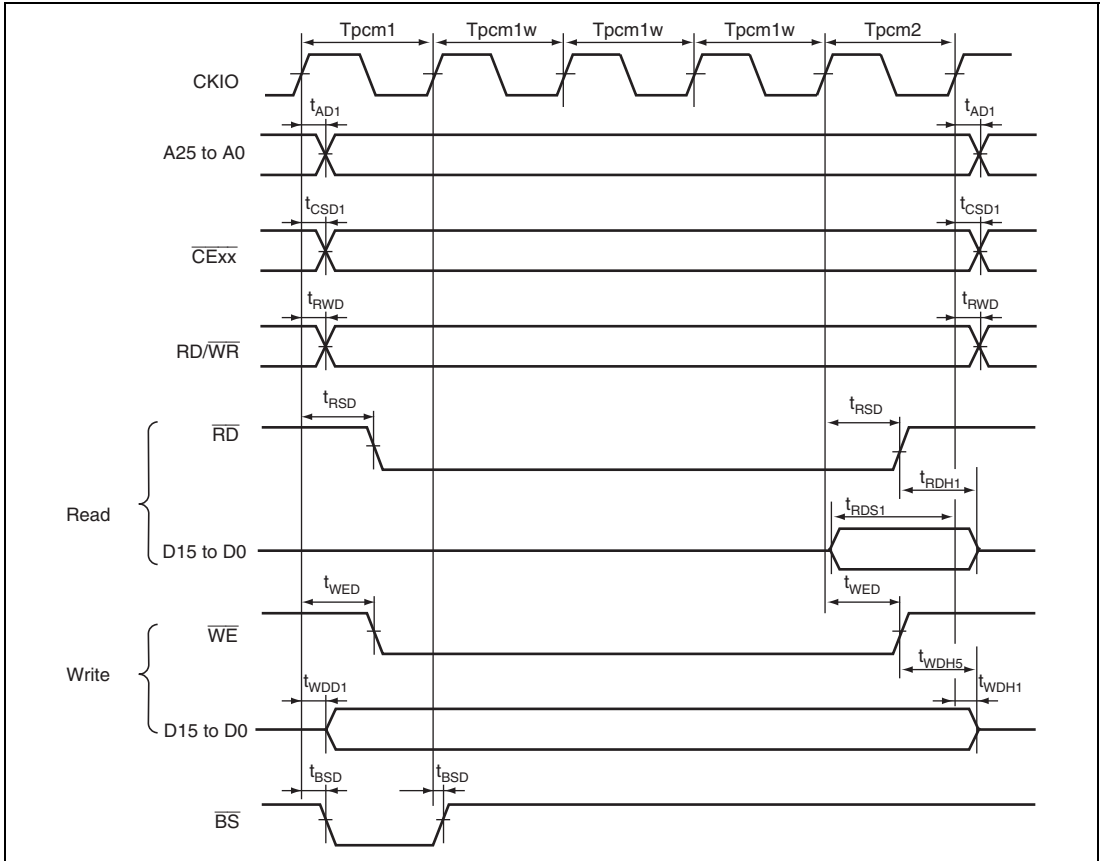 Tpcm1 Tpcm1w Tpcm1w Tpcm1w Tpcm2
CKIO
tAD1 tAD1
A25 to A0
tCSD1 tCSD1
CExx
tRWD tRWD
RD/WR
tRSD tRSD
RD
tRDH1
Read
tRDS1
D15 to D0
tWED tWED
WE
tWDH5
Write
tWDD1 tWDH1
D15 to D0
tBSD tBSD
BS